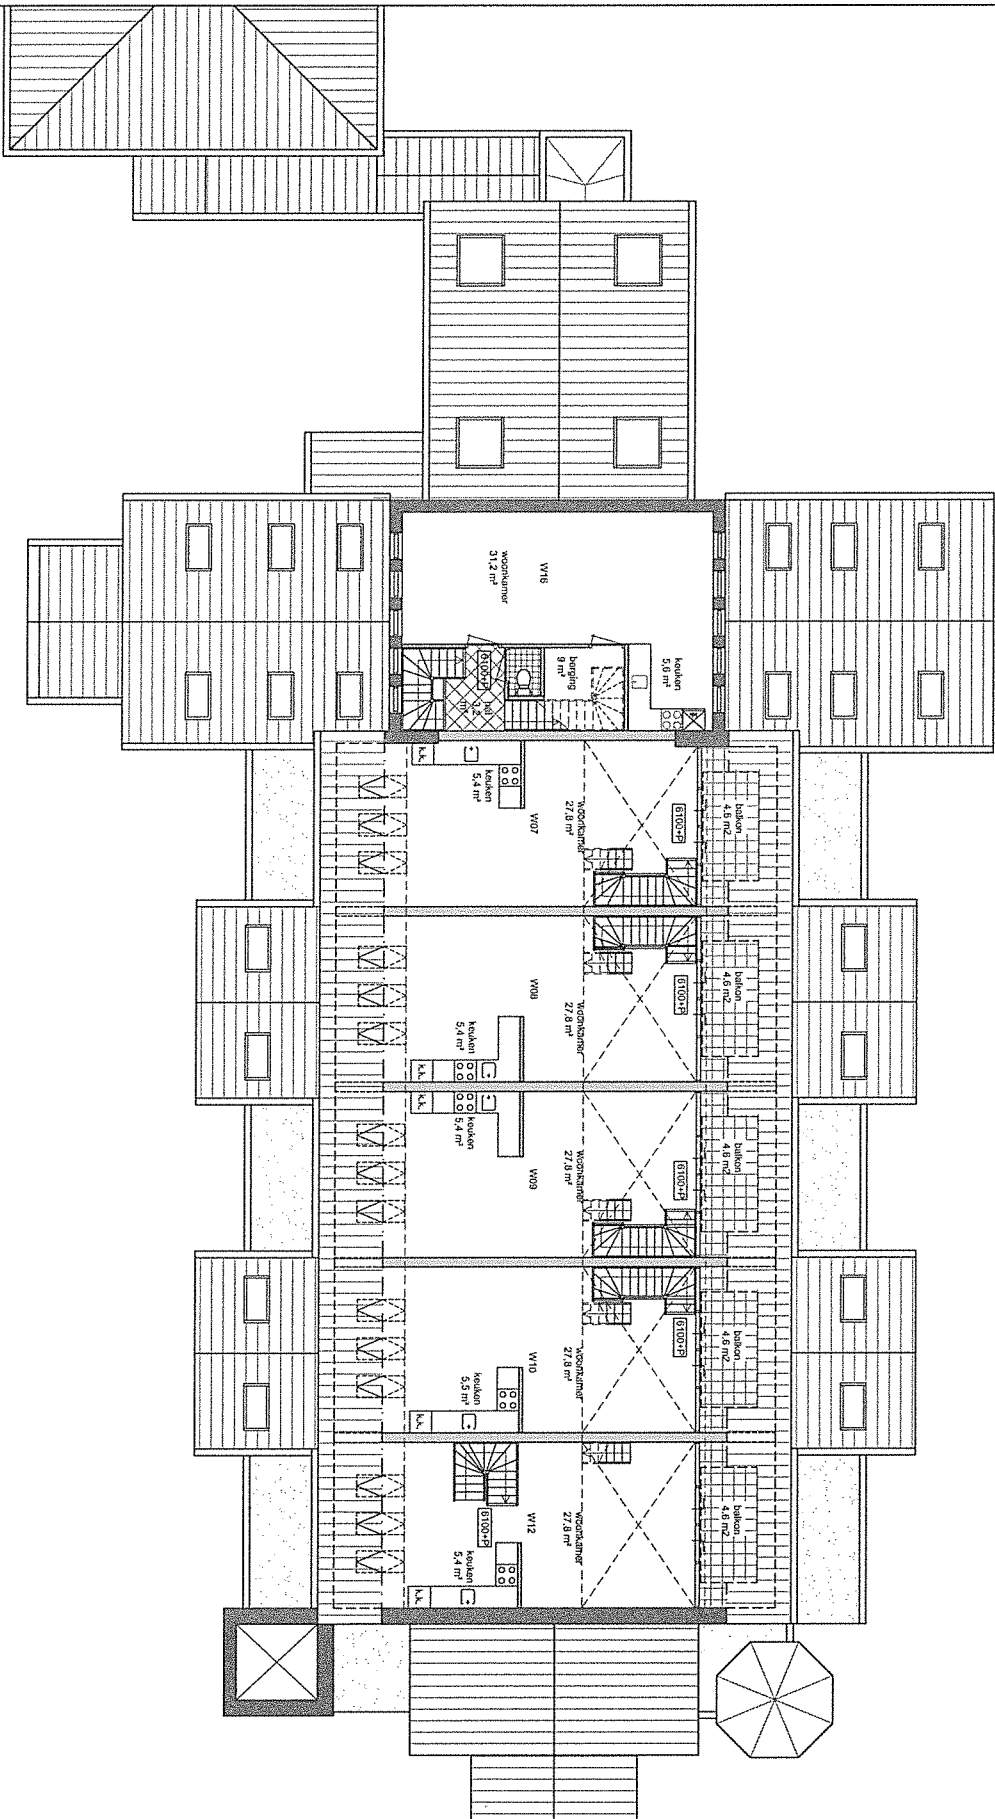 W16
woonkamer
31,2 m²
keuken
5,6 m²
berging
9 m²
hal
6100+P
k.k.
keuken
5,4 m²
W07
woonkamer
27,8 m²
6100+P
balkon
4.6 m2
W08
keuken
5,4 m²
k.k.
woonkamer
27,8 m²
6100+P
balkon
4.6 m2
k.k.
keuken
5,4 m²
W09
woonkamer
27,8 m²
6100+P
balkon
4.6 m2
W10
keuken
5,5 m²
k.k.
woonkamer
27,8 m²
6100+P
balkon
4.6 m2
W12
6100+P
keuken
5,4 m²
k.k.
woonkamer
27,8 m²
balkon
4.6 m2